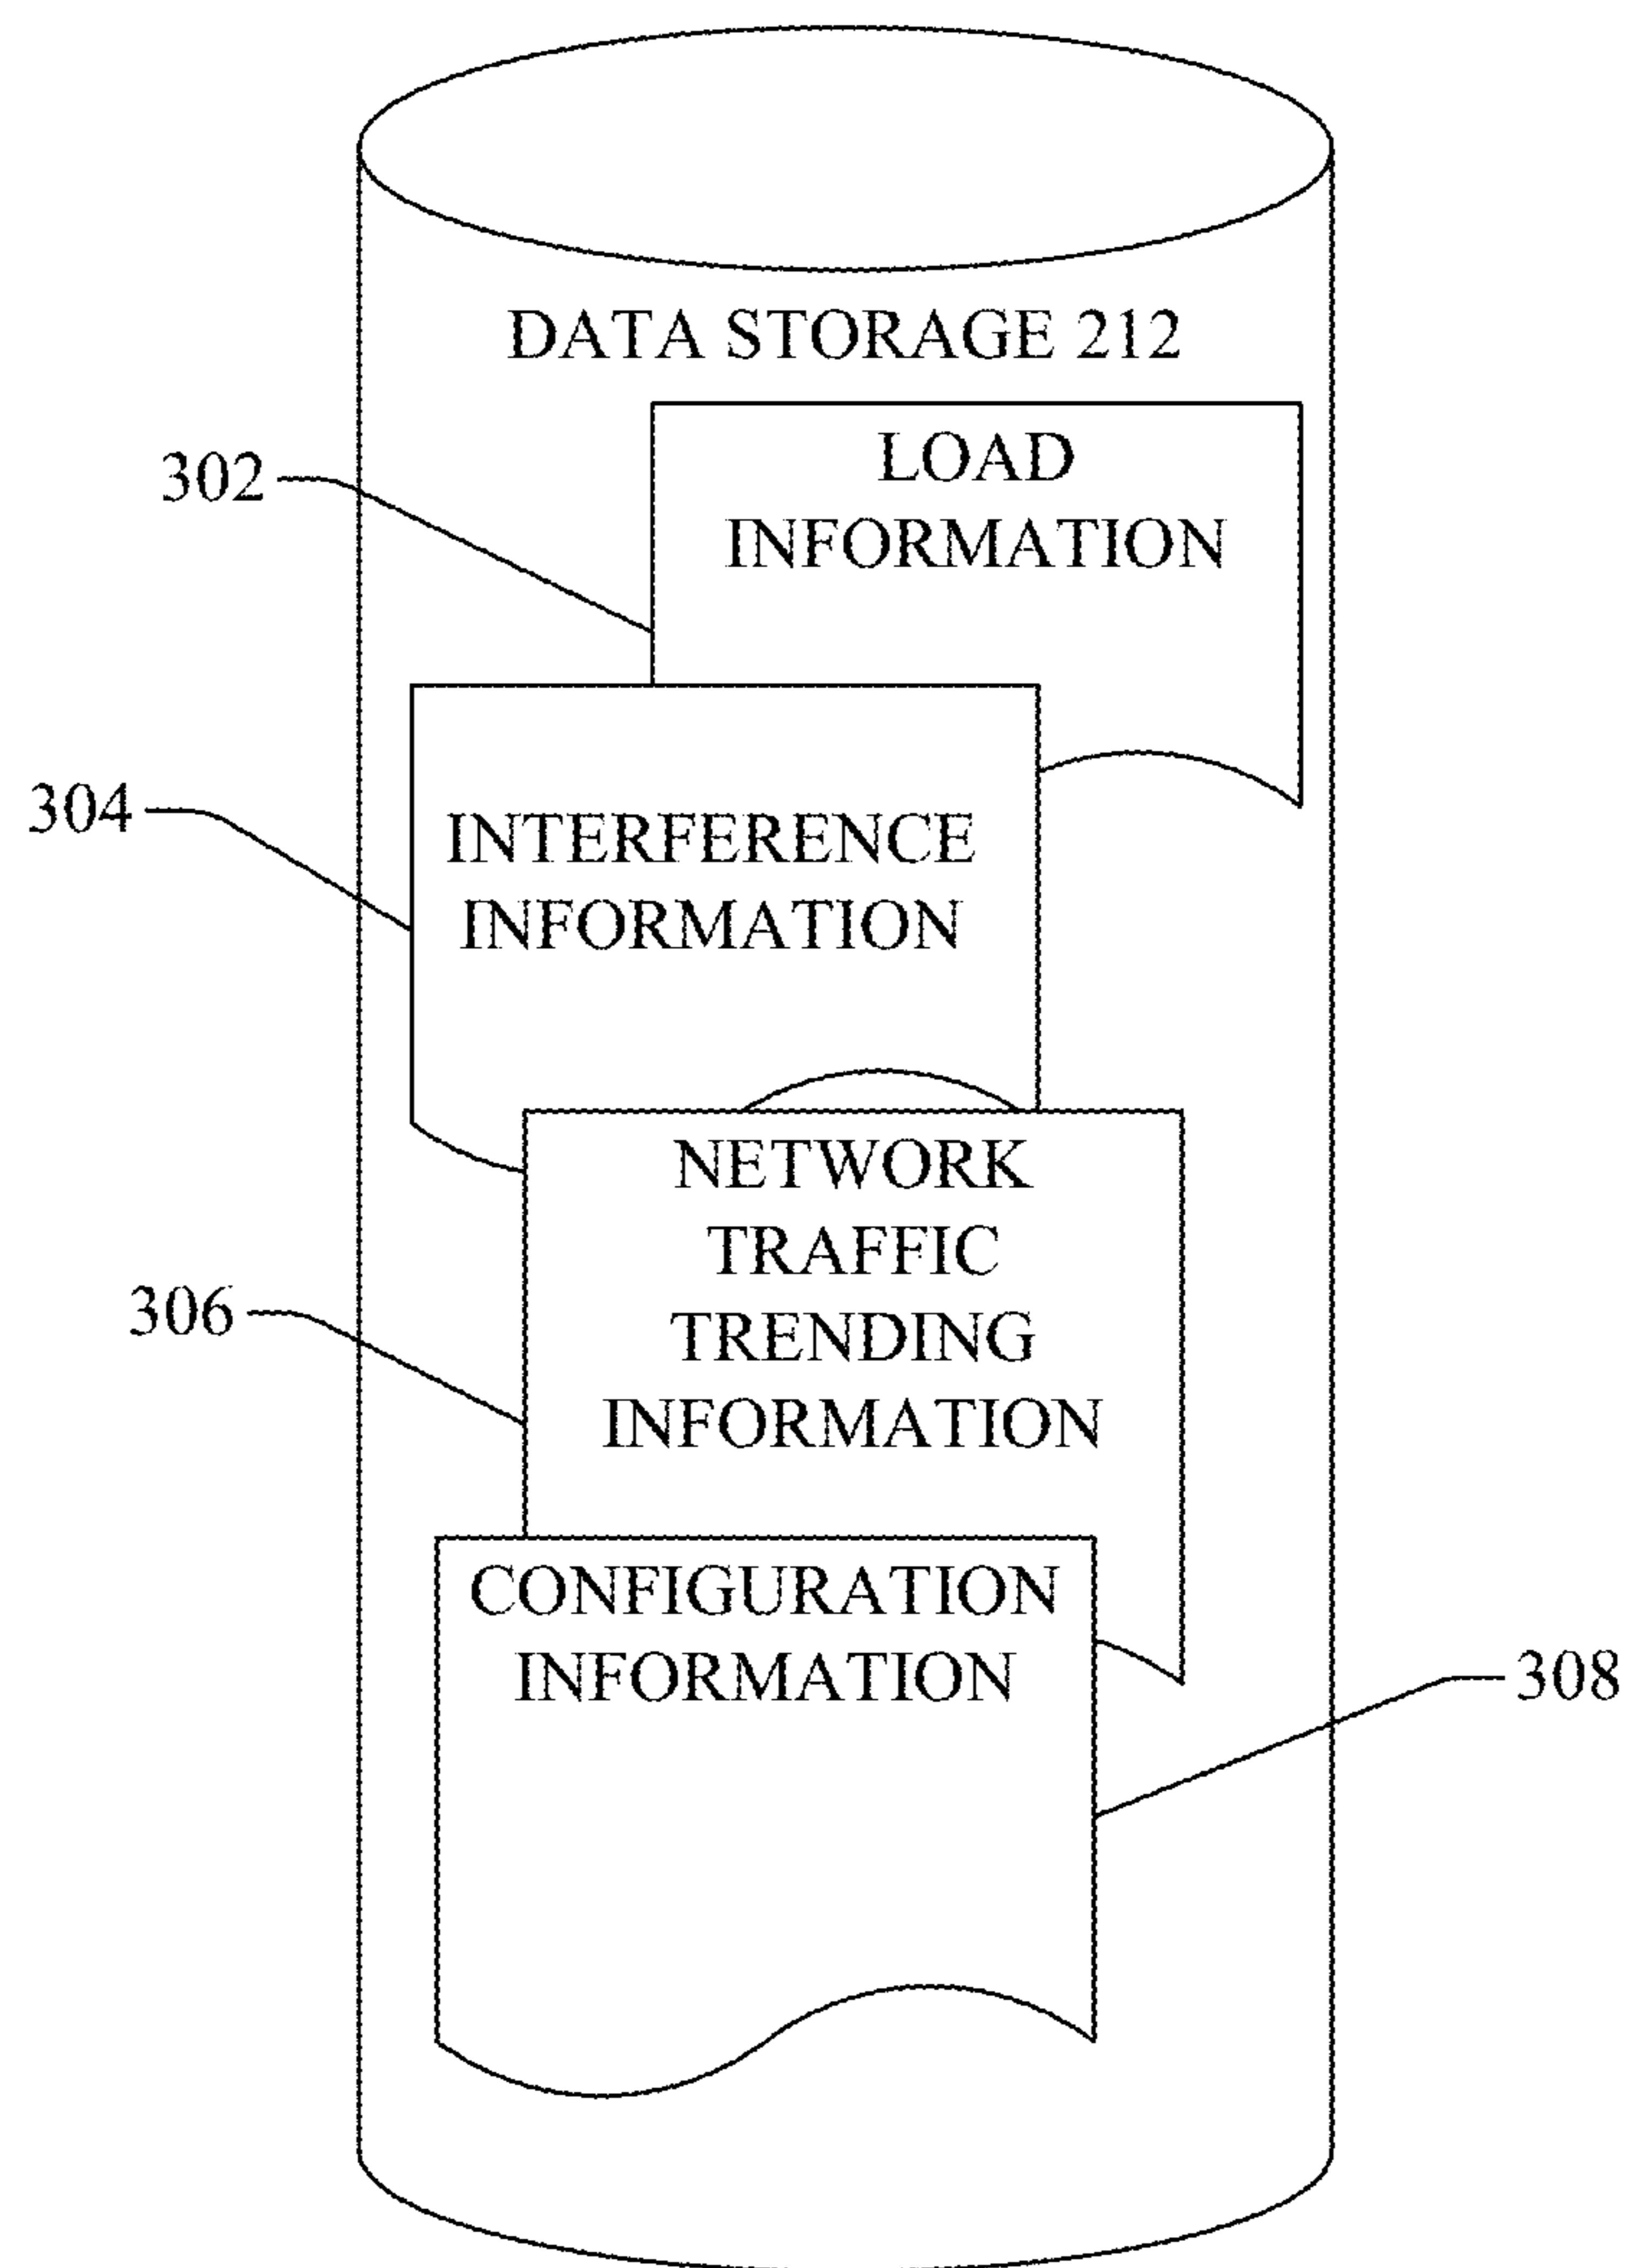 DATA STORAGE 212
LOAD
INFORMATION
302
304
INTERFERENCE
INFORMATION
NETWORK
TRAFFIC
TRENDING
INFORMATION
306
CONFIGURATION
INFORMATION
308